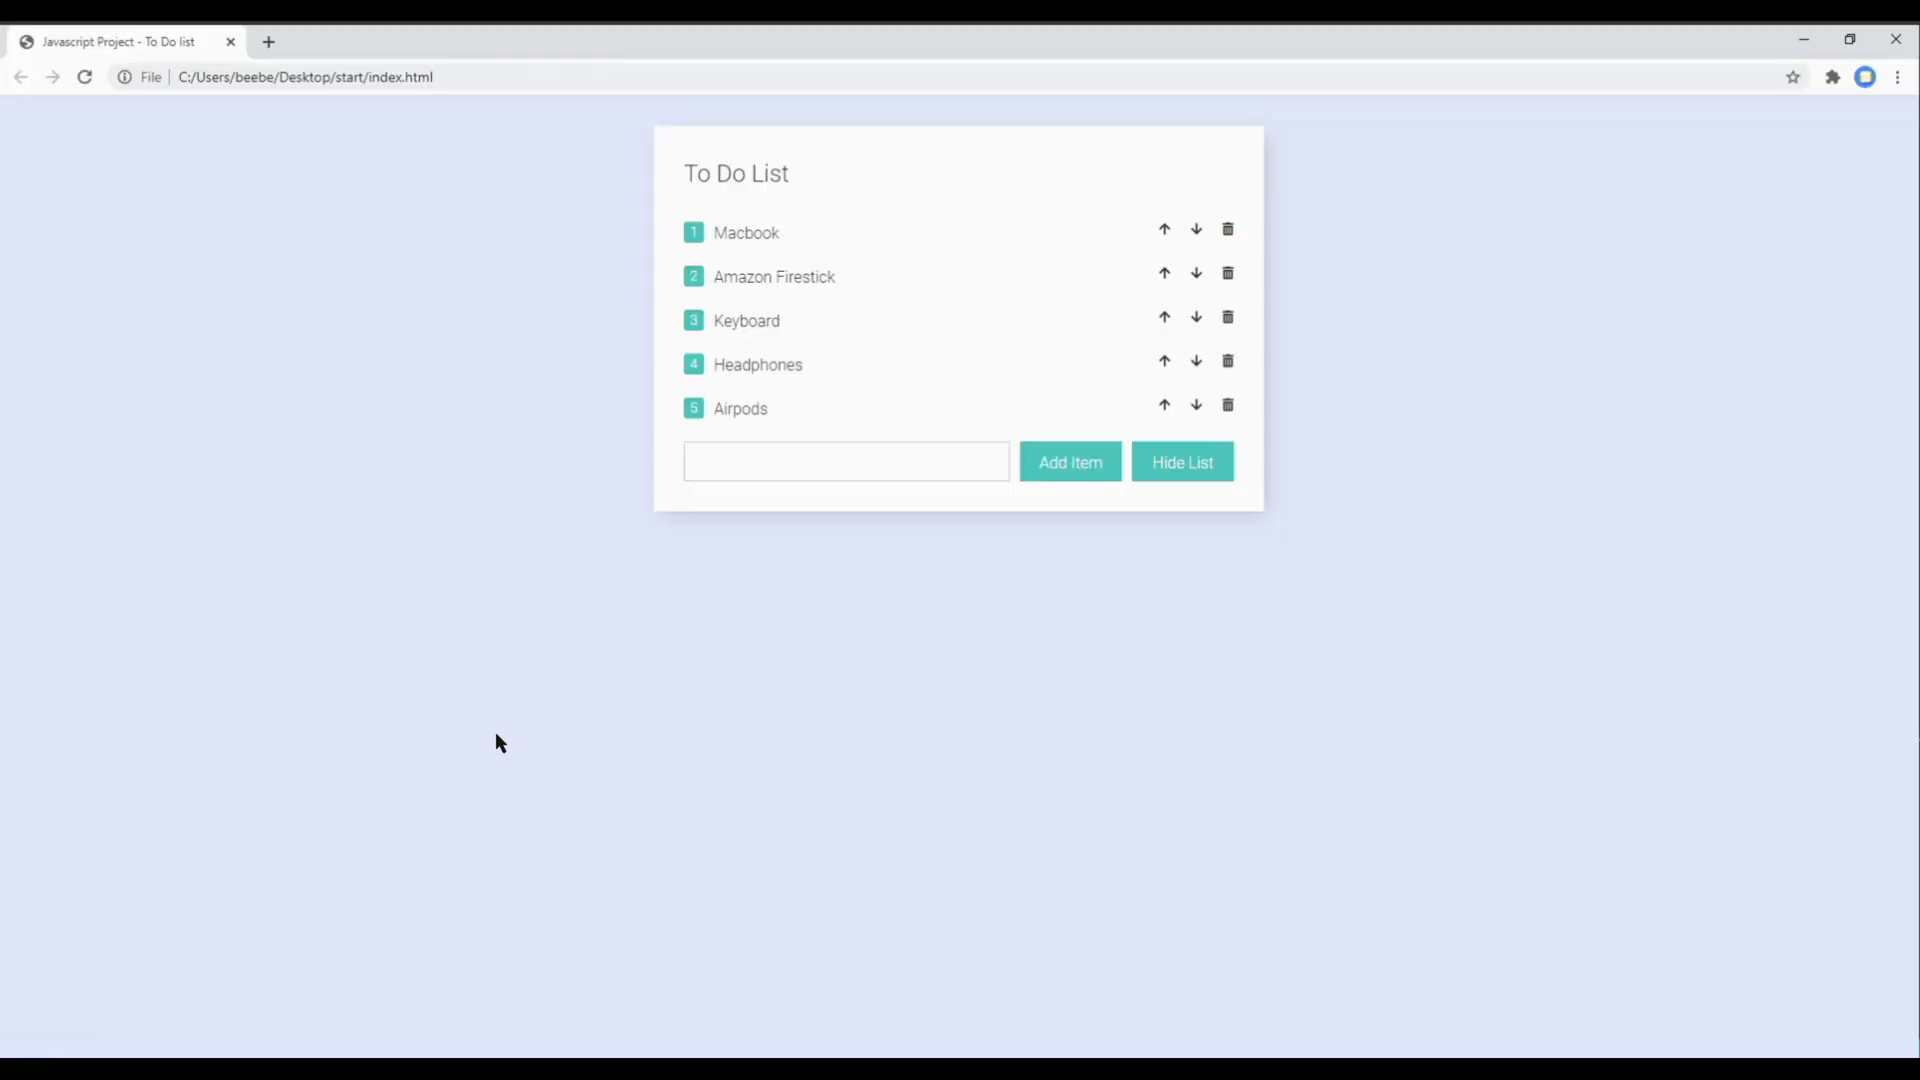 Javascript Project - To Do list
File C:/Users/beebe/Desktop/start/index.html
To Do List
1 Macbook
2 Amazon Firestick
3 Keyboard
4 Headphones
5 Airpods
Add Item Hide List